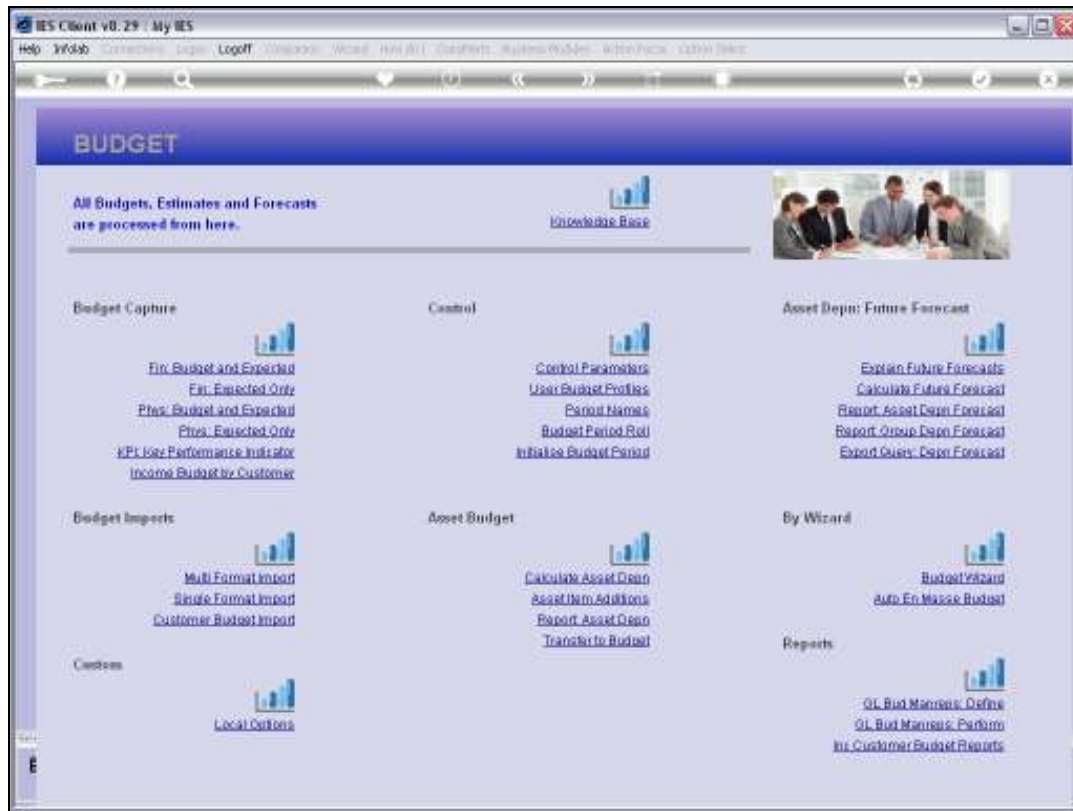 IES Client v8.29 : My IES
Help Infolab Logoff
BUDGET
All Budgets, Estimates and Forecasts
are processed from here.
Knowledge Base
Budget Capture
Fin: Budget and Expected
Fin: Expected Only
Phys: Budget and Expected
Phys: Expected Only
KPI: Key Performance Indicator
Income Budget by Customer
Control
Control Parameters
User Budget Profiles
Period Names
Budget Period Roll
Initialise Budget Period
Asset Depn: Future Forecast
Explain Future Forecasts
Calculate Future Forecast
Report: Asset Depn Forecast
Report: Group Depn Forecast
Export Query: Depn Forecast
Budget Imports
Multi Format Import
Single Format Import
Customer Budget Import
Asset Budget
Calculate Asset Depn
Asset Item Additions
Report Asset Depn
Transfer to Budget
By Wizard
Budget Wizard
Auto En Masse Budget
Custom
Local Options
Reports
GL Bud Manreps: Define
GL Bud Manreps: Perform
Inc Customer Budget Reports